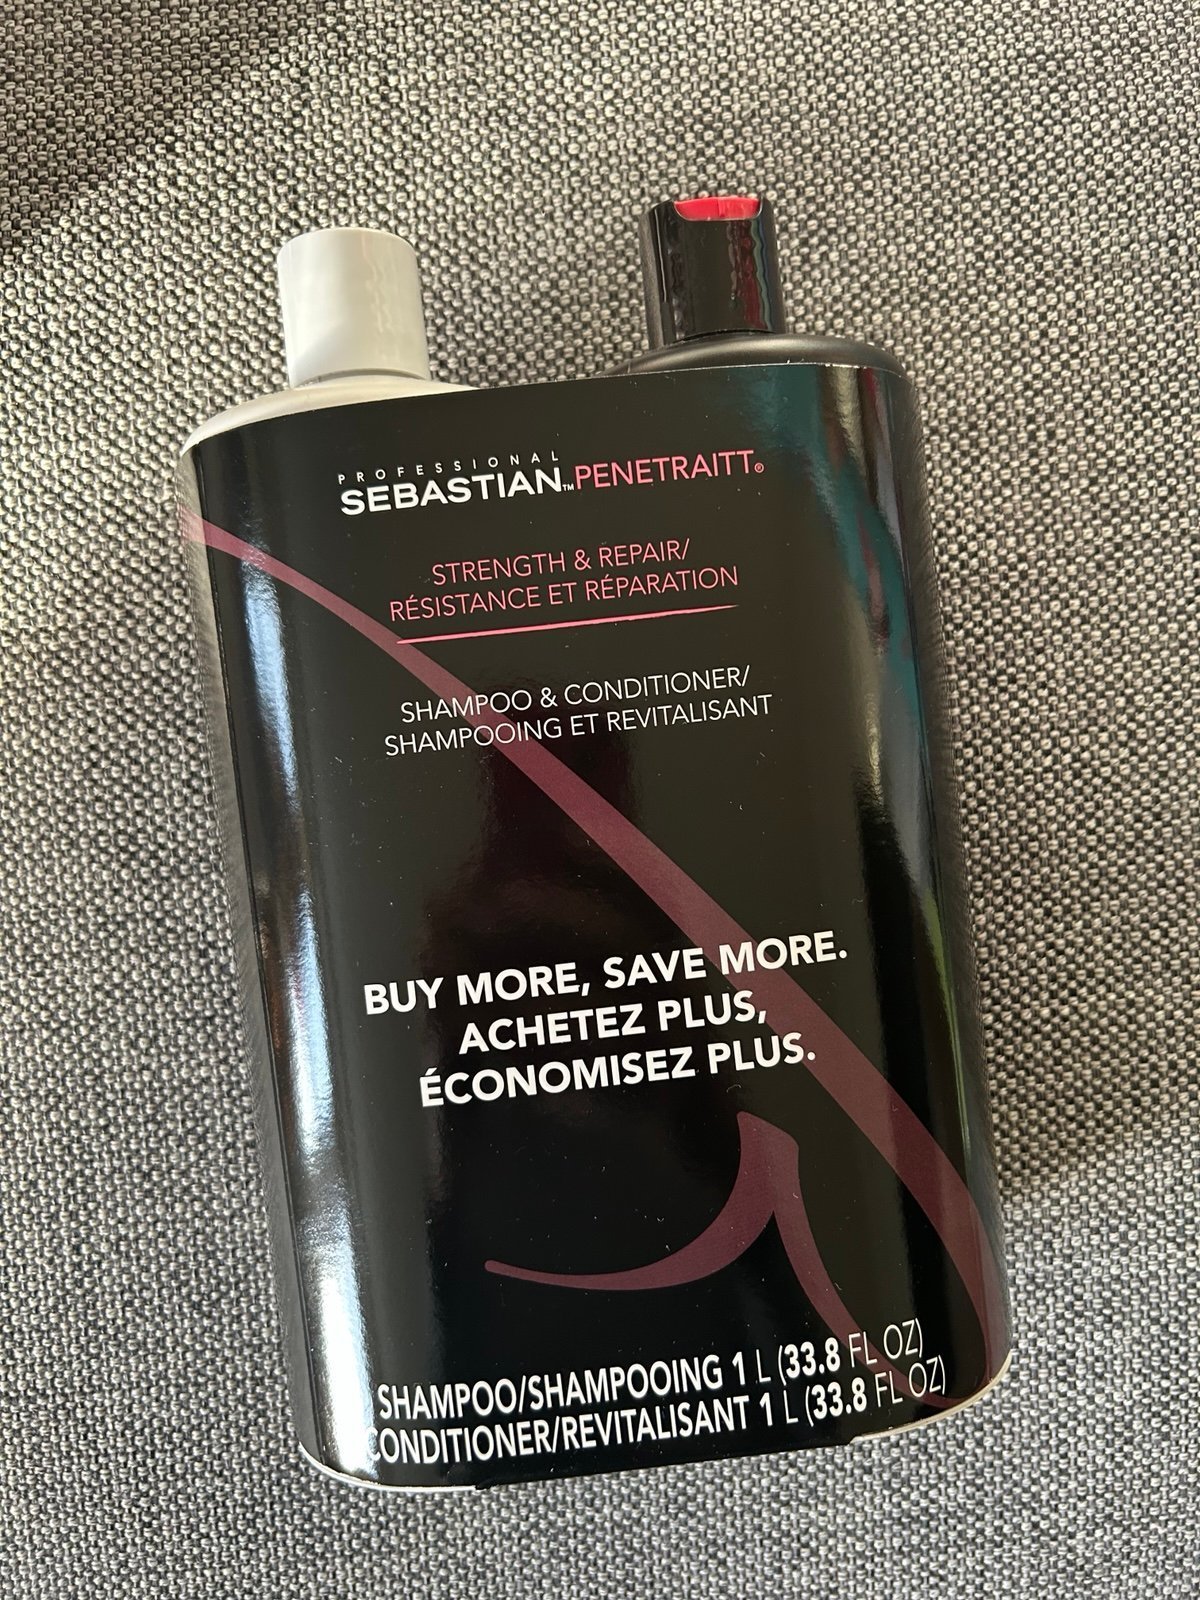 PROFESSIONAL
SEBASTIAN™ PENETRAITT®
STRENGTH & REPAIR/
RÉSISTANCE ET RÉPARATION
SHAMPOO & CONDITIONER/
SHAMPOOING ET REVITALISANT
BUY MORE, SAVE MORE.
ACHETEZ PLUS,
ÉCONOMISEZ PLUS.
SHAMPOO/SHAMPOOING 1 L (33.8 FL OZ)
CONDITIONER/REVITALISANT 1 L (33.8 FL OZ)